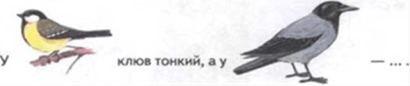 У клюв тонкий, а у — ... .